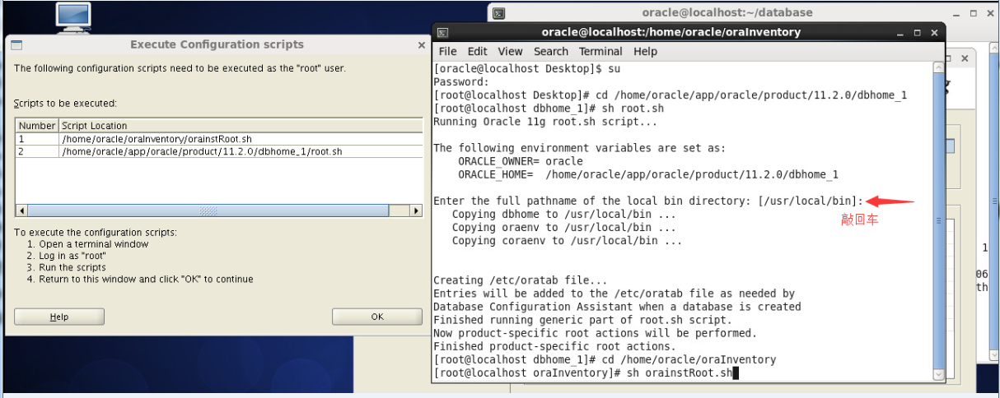 oracle@localhost:~/database
Execute Configuration scripts
The following configuration scripts need to be executed as the "root" user.
Scripts to be executed:
Number Script Location
1 /home/oracle/oraInventory/orainstRoot.sh
2 /home/oracle/app/oracle/product/11.2.0/dbhome_1/root.sh
To execute the configuration scripts:
1. Open a terminal window
2. Log in as "root"
3. Run the scripts
4. Return to this window and click "OK" to continue
Help OK
oracle@localhost:/home/oracle/oraInventory
File Edit View Search Terminal Help
[oracle@localhost Desktop]$ su
Password:
[root@localhost Desktop]# cd /home/oracle/app/oracle/product/11.2.0/dbhome_1
[root@localhost dbhome_1]# sh root.sh
Running Oracle 11g root.sh script...
The following environment variables are set as:
ORACLE_OWNER= oracle
ORACLE_HOME= /home/oracle/app/oracle/product/11.2.0/dbhome_1
Enter the full pathname of the local bin directory: [/usr/local/bin]:
敲回车
Copying dbhome to /usr/local/bin ...
Copying oraenv to /usr/local/bin ...
Copying coraenv to /usr/local/bin ...
Creating /etc/oratab file...
Entries will be added to the /etc/oratab file as needed by
Database Configuration Assistant when a database is created
Finished running generic part of root.sh script.
Now product-specific root actions will be performed.
Finished product-specific root actions.
[root@localhost dbhome_1]# cd /home/oracle/oraInventory
[root@localhost oraInventory]# sh orainstRoot.sh
1
06
th